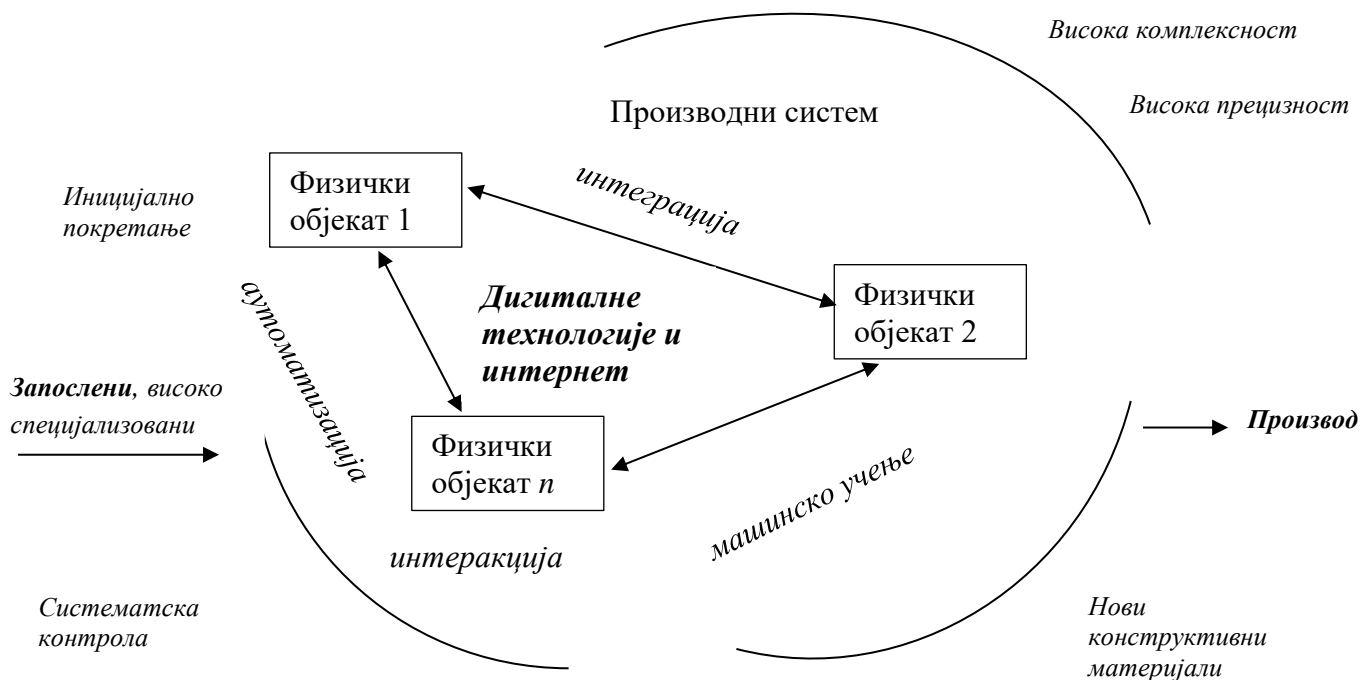 Висока комплексност
Висока прецизност
Производни систем
Иницијално
покретање
Физички
објекат 1
интеграција
Физички
објекат 2
Дигиталне
технологије и
интернет
аутоматизација
Запослени, високо
специјализовани
Физички
објекат n
Производ
машинско учење
интеракција
Систематска
контрола
Нови
конструктивни
материјали